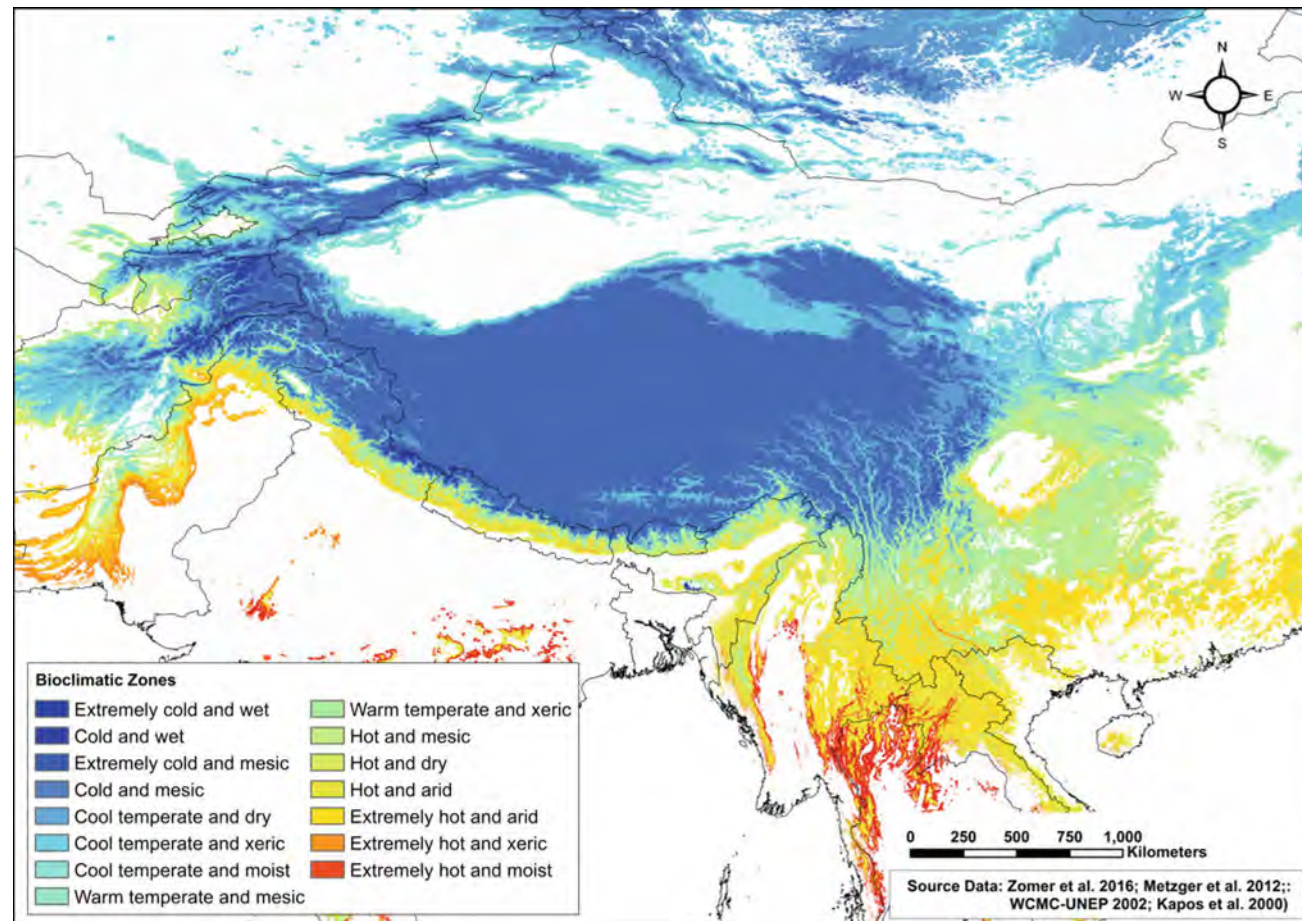 N
W E
S
Bioclimatic Zones
Extremely cold and wet
Cold and wet
Extremely cold and mesic
Cold and mesic
Cool temperate and dry
Cool temperate and xeric
Cool temperate and moist
Warm temperate and mesic
Warm temperate and xeric
Hot and mesic
Hot and dry
Hot and arid
Extremely hot and arid
Extremely hot and xeric
Extremely hot and moist
0 250 500 750 1,000
Kilometers
Source Data: Zomer et al. 2016; Metzger et al. 2012;;
WCMC-UNEP 2002; Kapos et al. 2000)